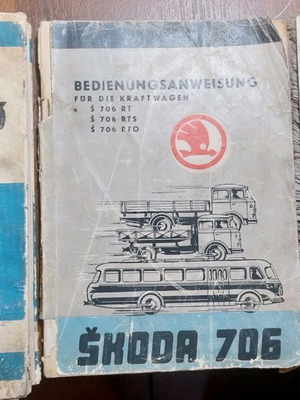 BEDIENUNGSANWEISUNG
FÜR DIE KRAFTWAGEN
Š 706 RT
Š 706 RTS
Š 706 RTO
ŠKODA 706